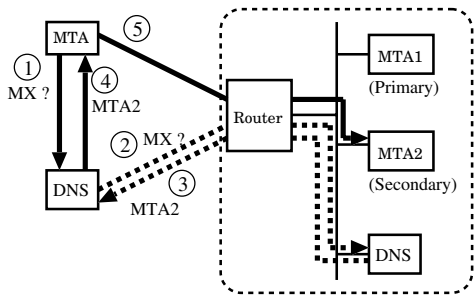 MTA
5
1
MX ?
4
MTA2
2
MX ?
3
MTA2
DNS
Router
MTA1
(Primary)
MTA2
(Secondary)
DNS